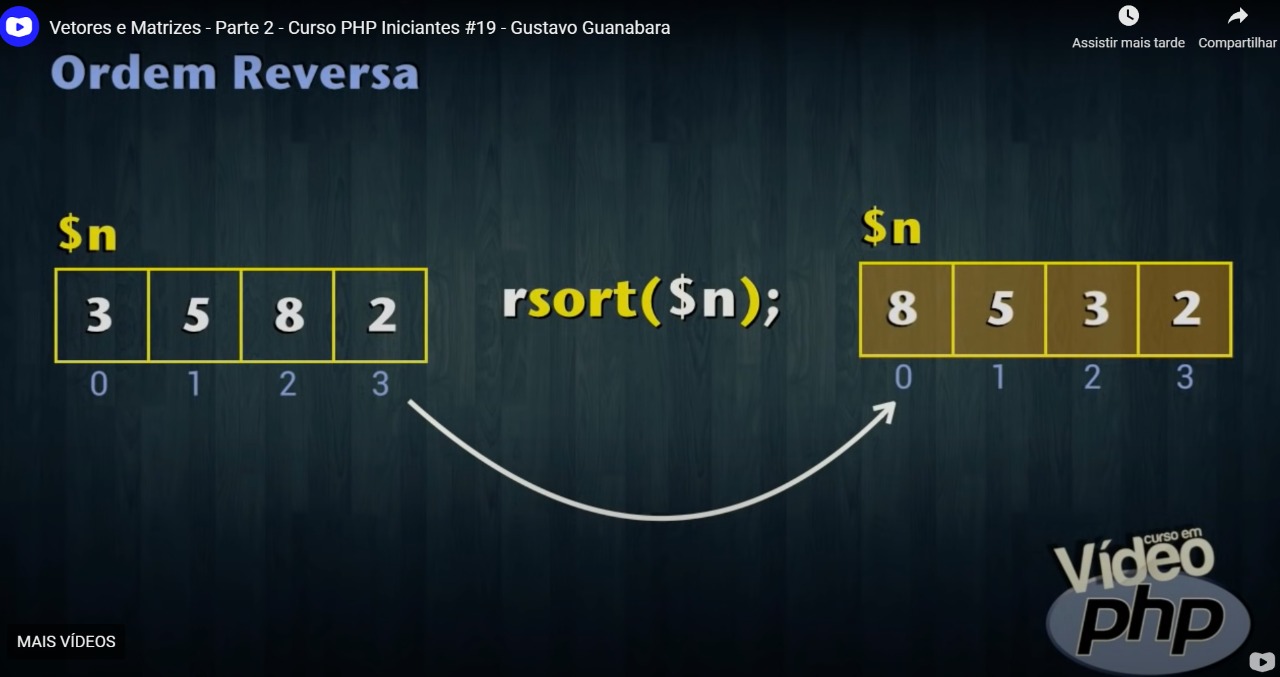 Vetores e Matrizes - Parte 2 - Curso PHP Iniciantes #19 - Gustavo Guanabara
Assistir mais tarde
Compartilhar
Ordem Reversa
$n
3 5 8 2
0 1 2 3
rsort($n);
$n
8 5 3 2
0 1 2 3
curso em
Vídeo
php
MAIS VÍDEOS